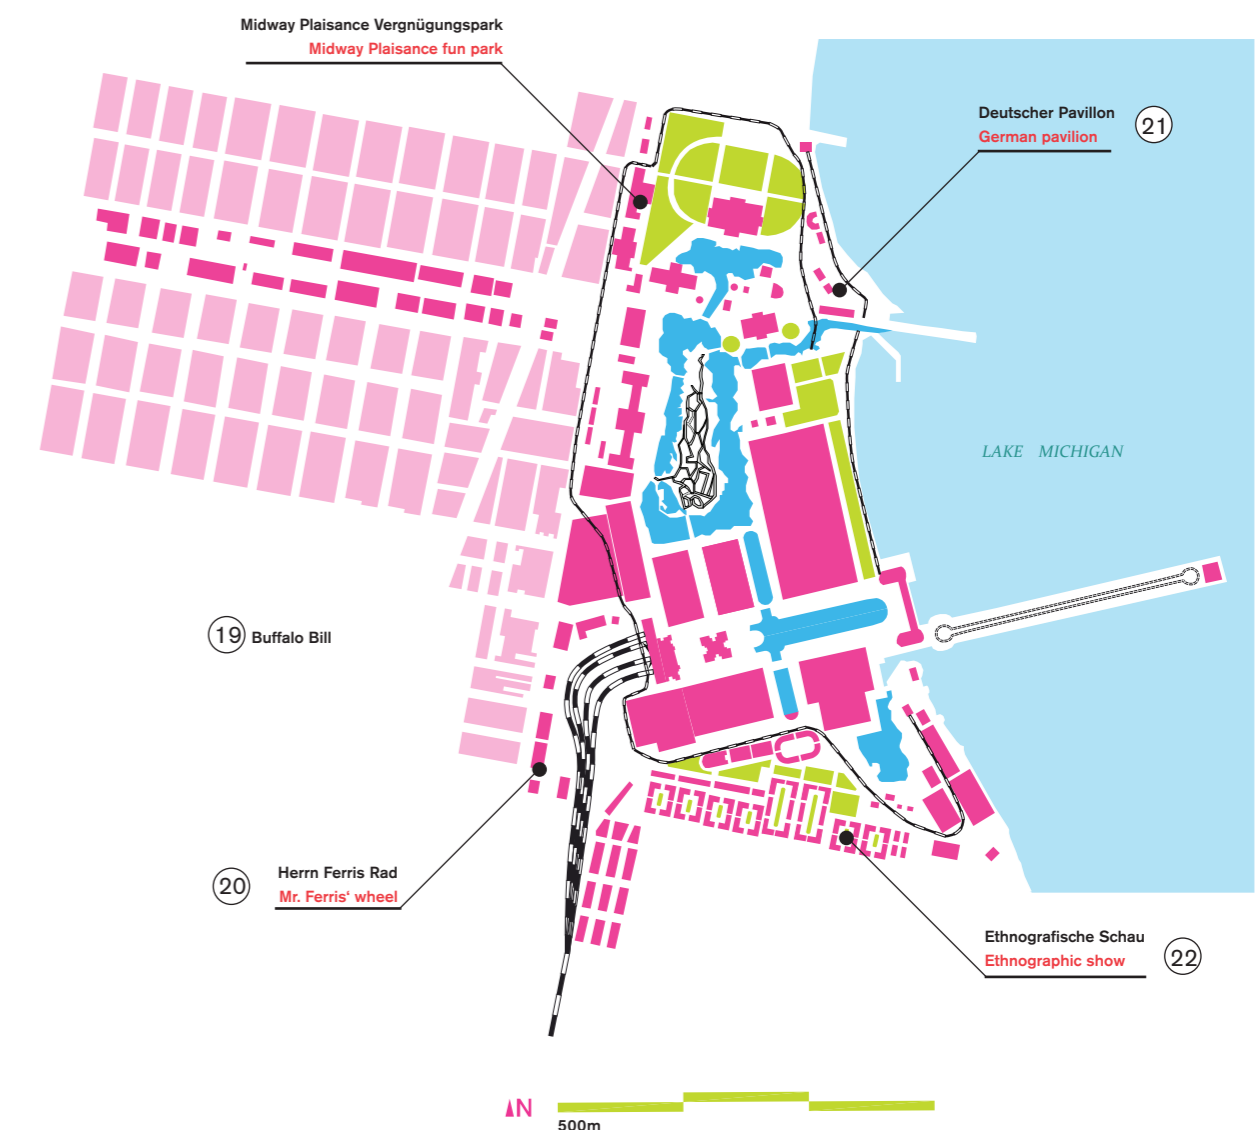 Midway Plaisance Vergnügungspark
Midway Plaisance fun park
Deutscher Pavillon
German pavilion
21
LAKE MICHIGAN
19 Buffalo Bill
20
Herrn Ferris Rad
Mr. Ferris‘ wheel
Ethnografische Schau
Ethnographic show
22
N
500m